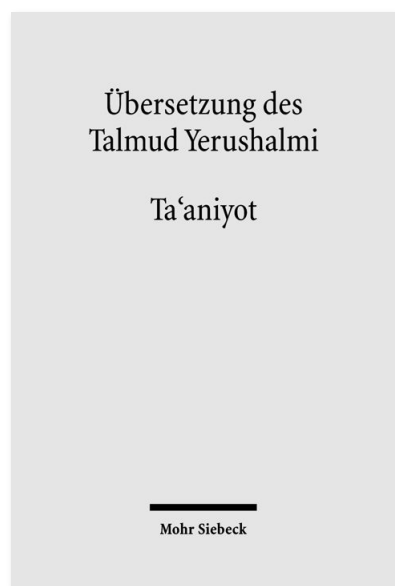 Übersetzung des
Talmud Yerushalmi
Ta‘aniyot
Mohr Siebeck